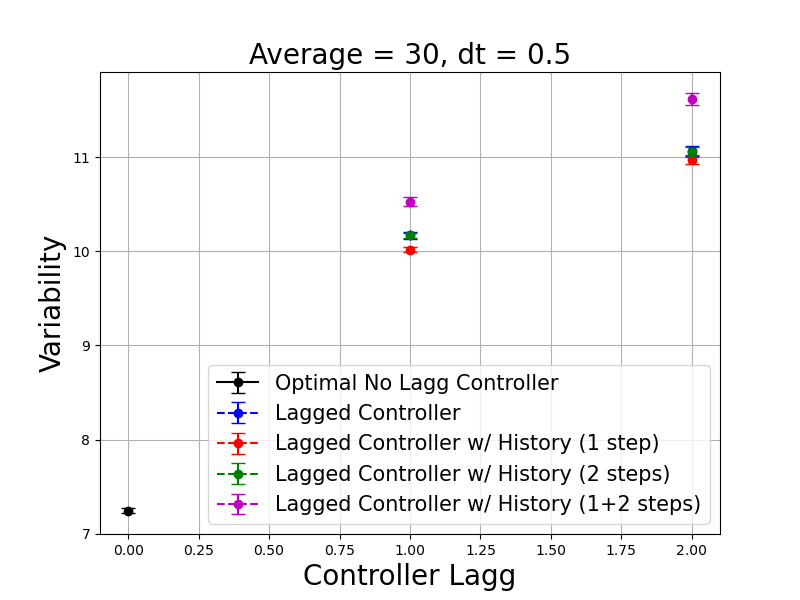 Average = 30, dt = 0.5
Variability
11
10
9
8
7
Optimal No Lagg Controller
Lagged Controller
Lagged Controller w/ History (1 step)
Lagged Controller w/ History (2 steps)
Lagged Controller w/ History (1+2 steps)
0.00 0.25 0.50 0.75 1.00 1.25 1.50 1.75 2.00
Controller Lagg